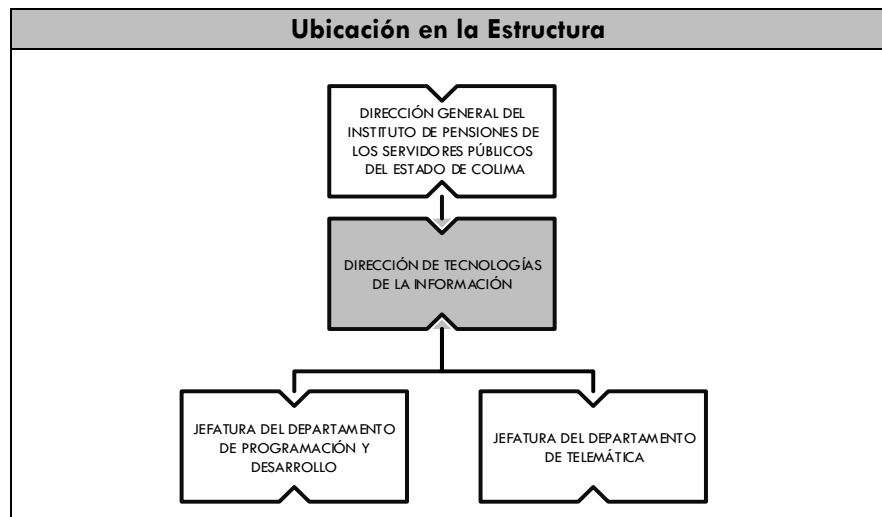 Ubicación en la Estructura
DIRECCIÓN GENERAL DEL
INSTITUTO DE PENSIONES DE
LOS SERVIDORES PÚBLICOS
DEL ESTADO DE COLIMA
DIRECCIÓN DE TECNOLOGÍAS
DE LA INFORMACIÓN
JEFATURA DEL DEPARTAMENTO
DE PROGRAMACIÓN Y
DESARROLLO
JEFATURA DEL DEPARTAMENTO
DE TELEMÁTICA